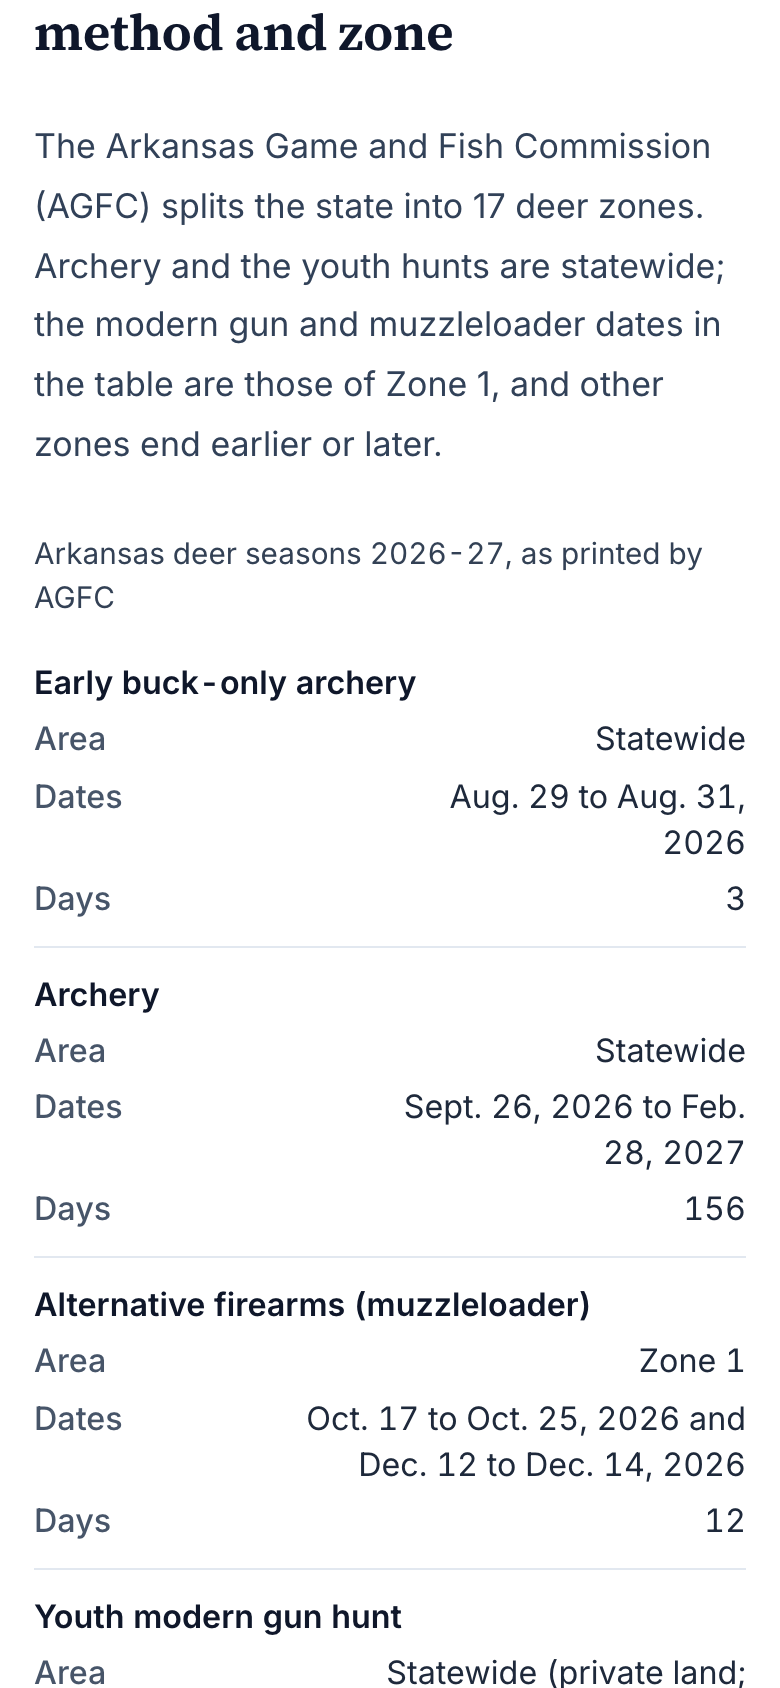 method and zone
The Arkansas Game and Fish Commission
(AGFC) splits the state into 17 deer zones.
Archery and the youth hunts are statewide;
the modern gun and muzzleloader dates in
the table are those of Zone 1, and other
zones end earlier or later.
Arkansas deer seasons 2026-27, as printed by
AGFC
Early buck-only archery
Area Statewide
Dates Aug. 29 to Aug. 31,
2026
Days 3
Archery
Area Statewide
Dates Sept. 26, 2026 to Feb.
28, 2027
Days 156
Alternative firearms (muzzleloader)
Area Zone 1
Dates Oct. 17 to Oct. 25, 2026 and
Dec. 12 to Dec. 14, 2026
Days 12
Youth modern gun hunt
Area Statewide (private land;